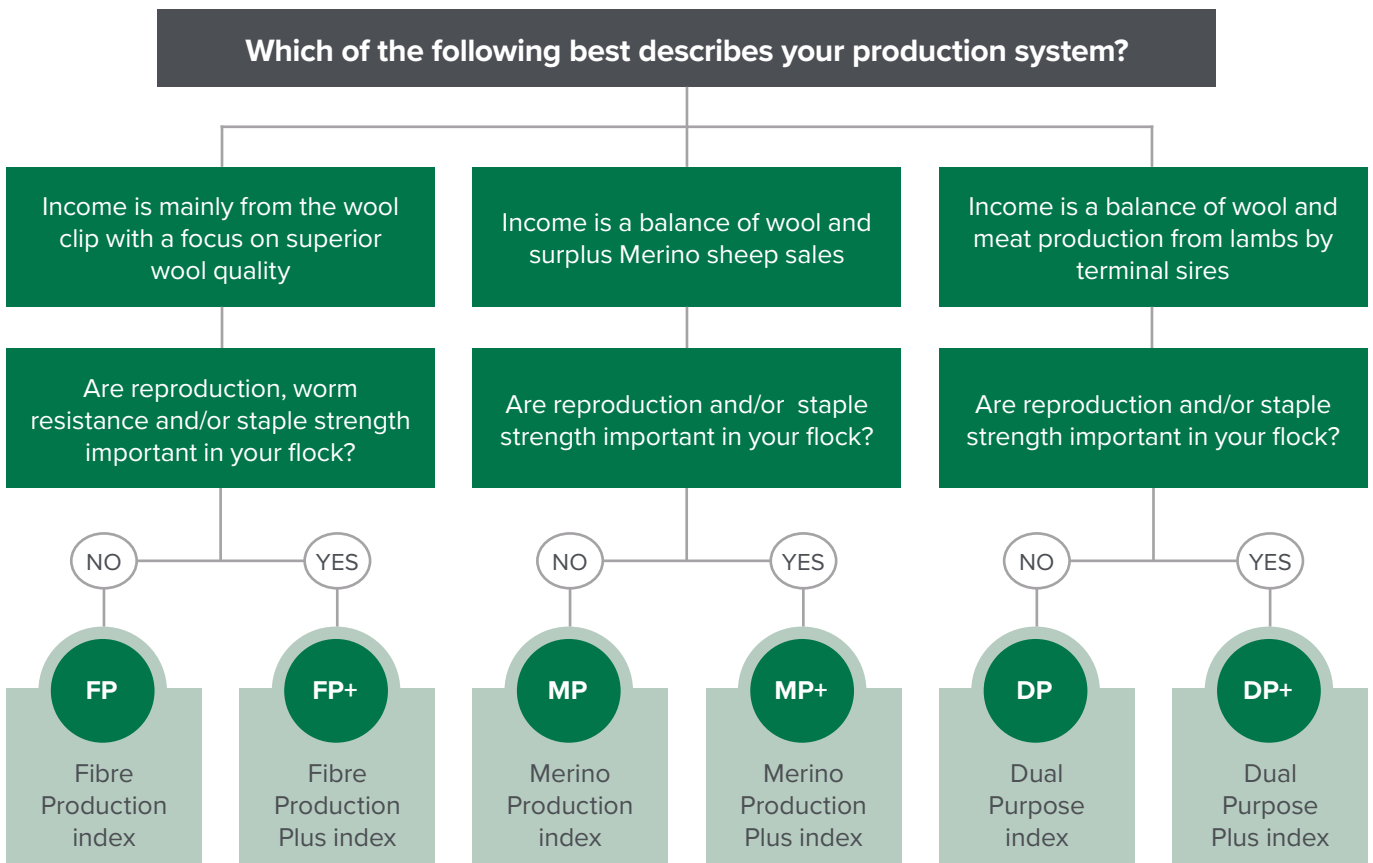 Which of the following best describes your production system?
Income is mainly from the wool
clip with a focus on superior
wool quality
Income is a balance of wool and
surplus Merino sheep sales
Income is a balance of wool and
meat production from lambs by
terminal sires
Are reproduction, worm
resistance and/or staple strength
important in your flock?
Are reproduction and/or  staple
strength important in your flock?
Are reproduction and/or staple
strength important in your flock?
NO
YES
NO
YES
NO
YES
FP
FP+
MP
MP+
DP
DP+
Fibre
Production
index
Fibre
Production
Plus index
Merino
Production
index
Merino
Production
Plus index
Dual
Purpose
index
Dual
Purpose
Plus index